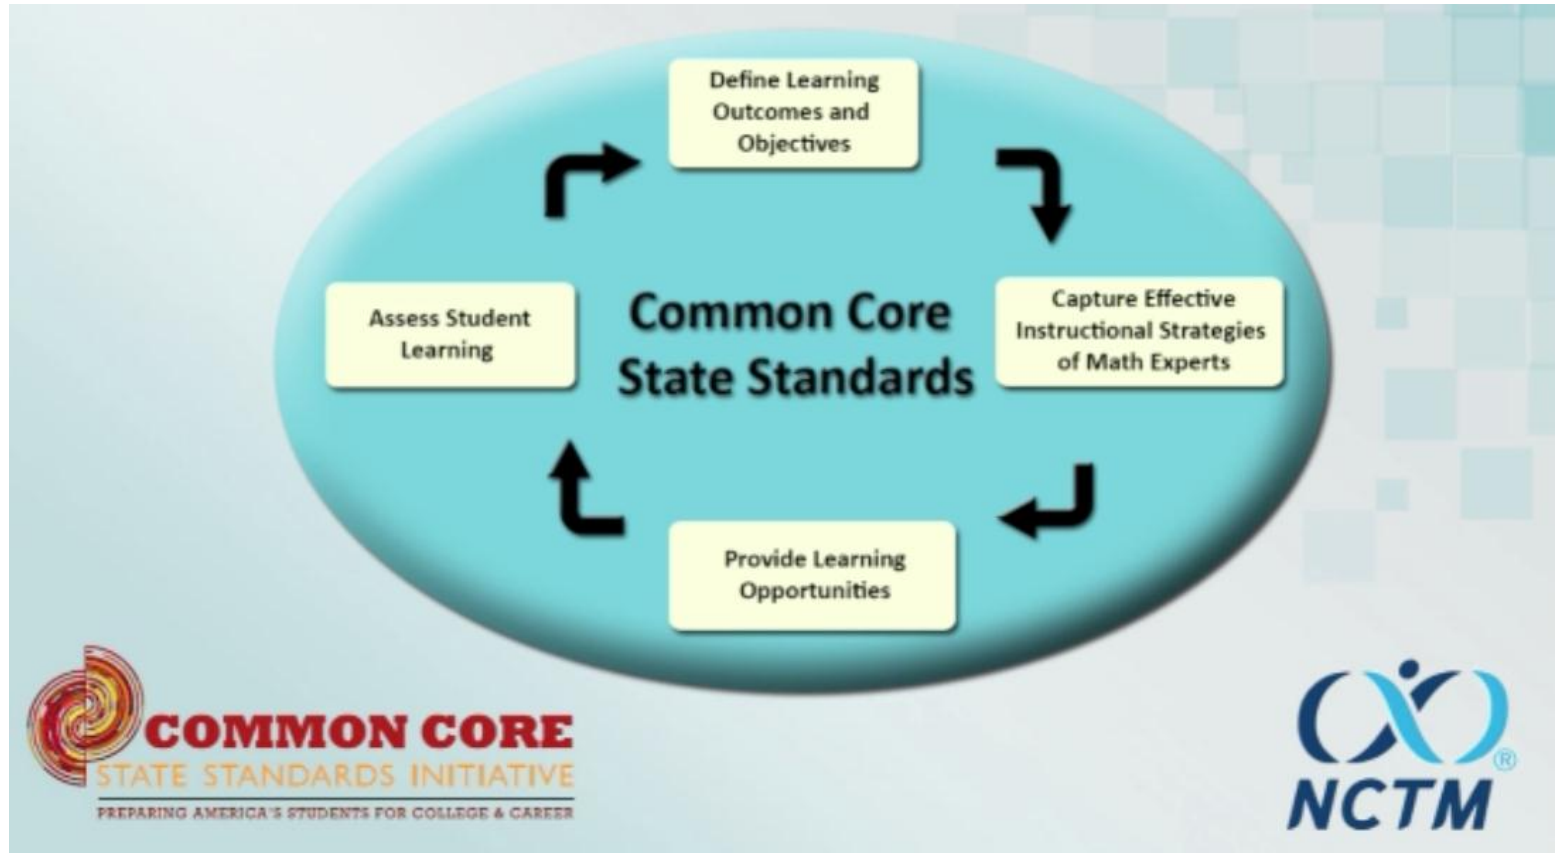 Define Learning
Outcomes and
Objectives
Capture Effective
Instructional Strategies
of Math Experts
Assess Student
Learning
Common Core
State Standards
Provide Learning
Opportunities
COMMON CORE
STATE STANDARDS INITIATIVE
PREPARING AMERICA'S STUDENTS FOR COLLEGE & CAREER
®
NCTM